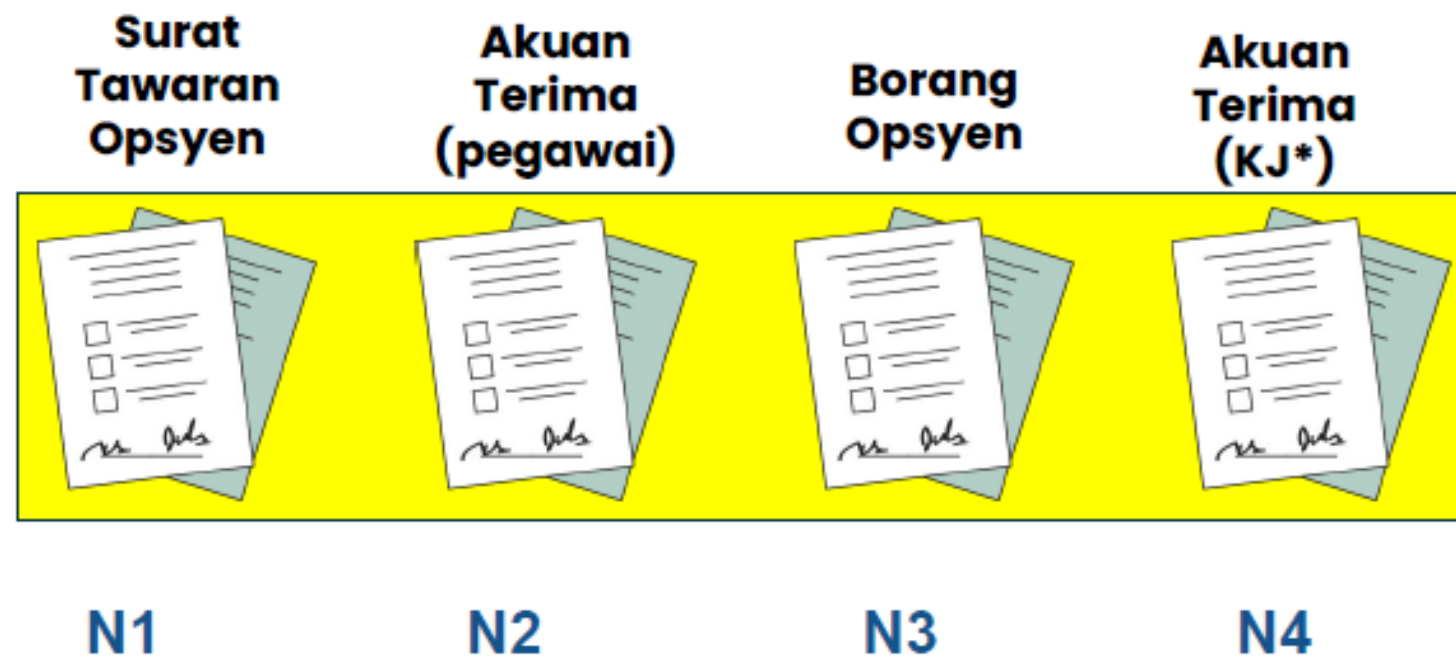 Surat
Tawaran
Opsyen
Akuan
Terima
(pegawai)
Borang
Opsyen
Akuan
Terima
(KJ*)
N1
N2
N3
N4